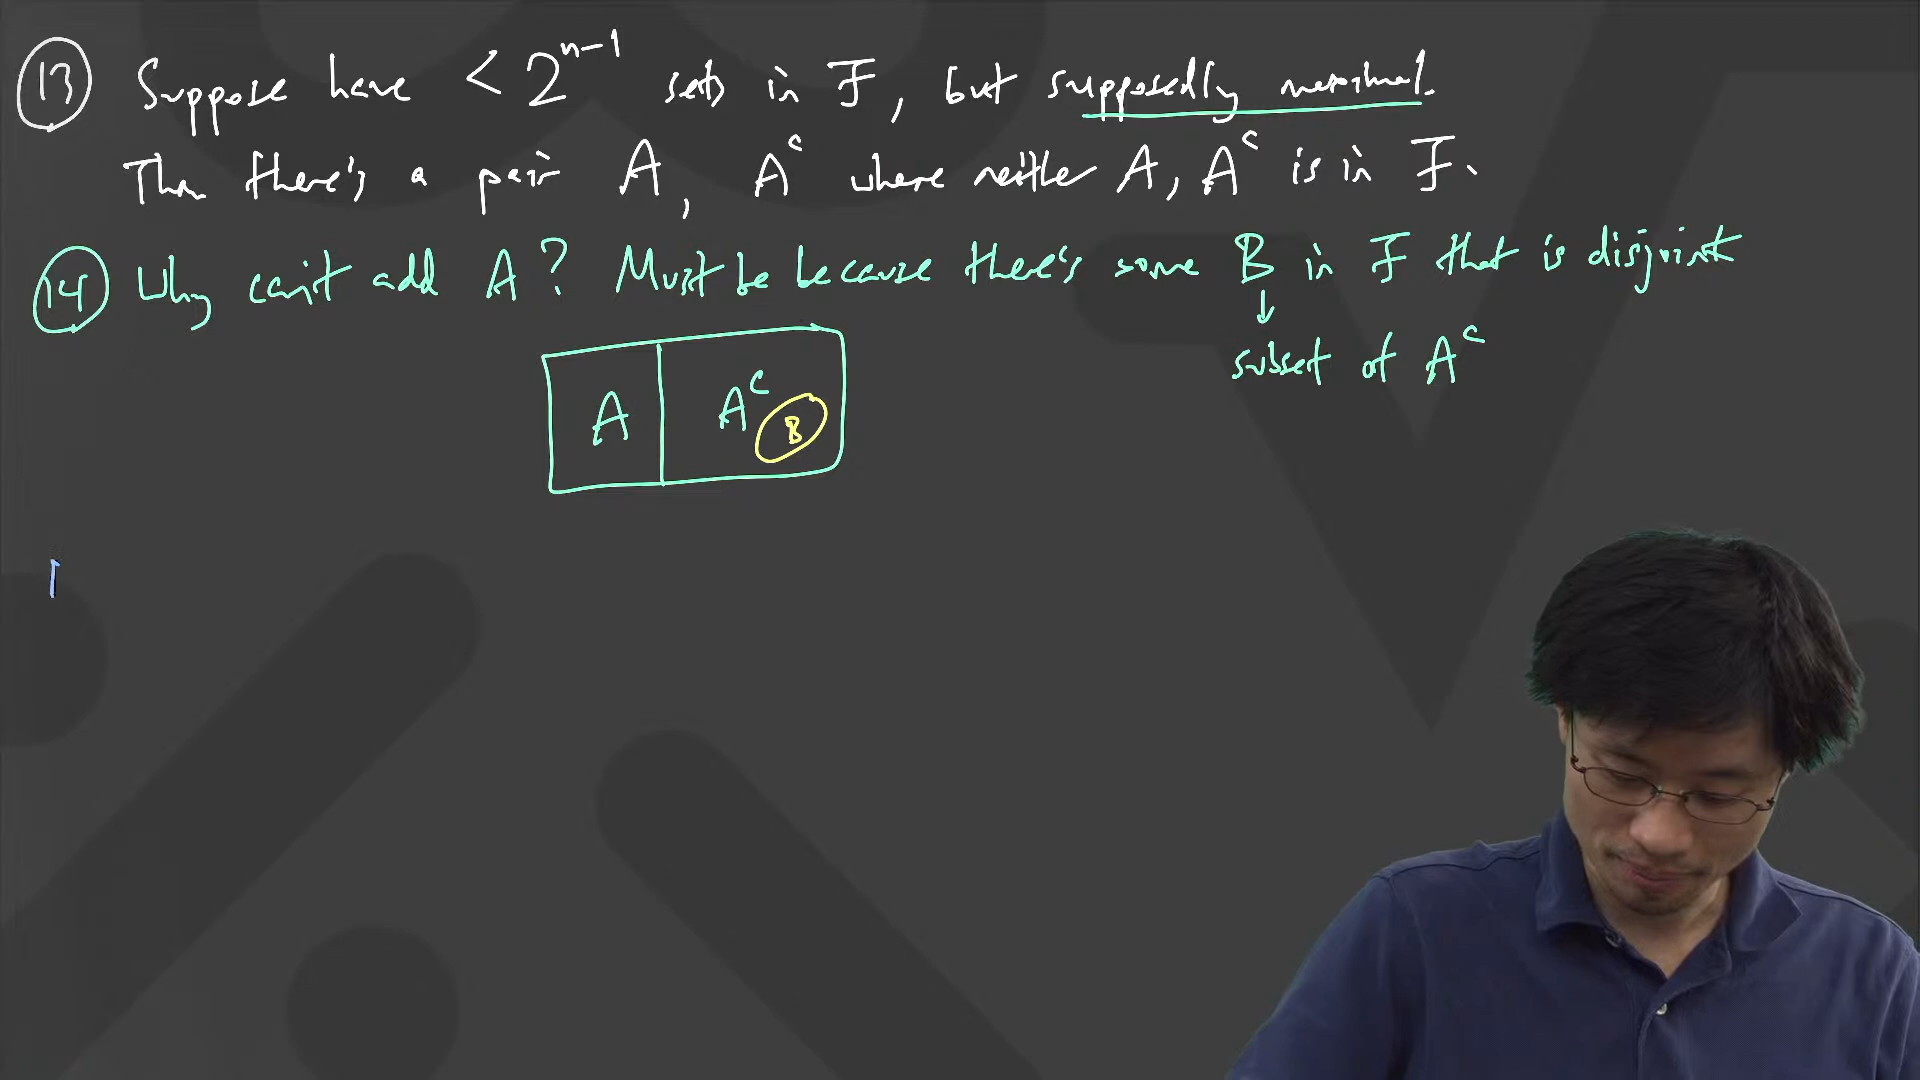 13 Suppose have < 2^{n-1} sets in F, but supposedly maximal.
Then there's a pair A, A^c where neither A, A^c is in F.
14 Why can't add A? Must be because there's some B in F that is disjoint
↓
subset of A^c
A A^c B